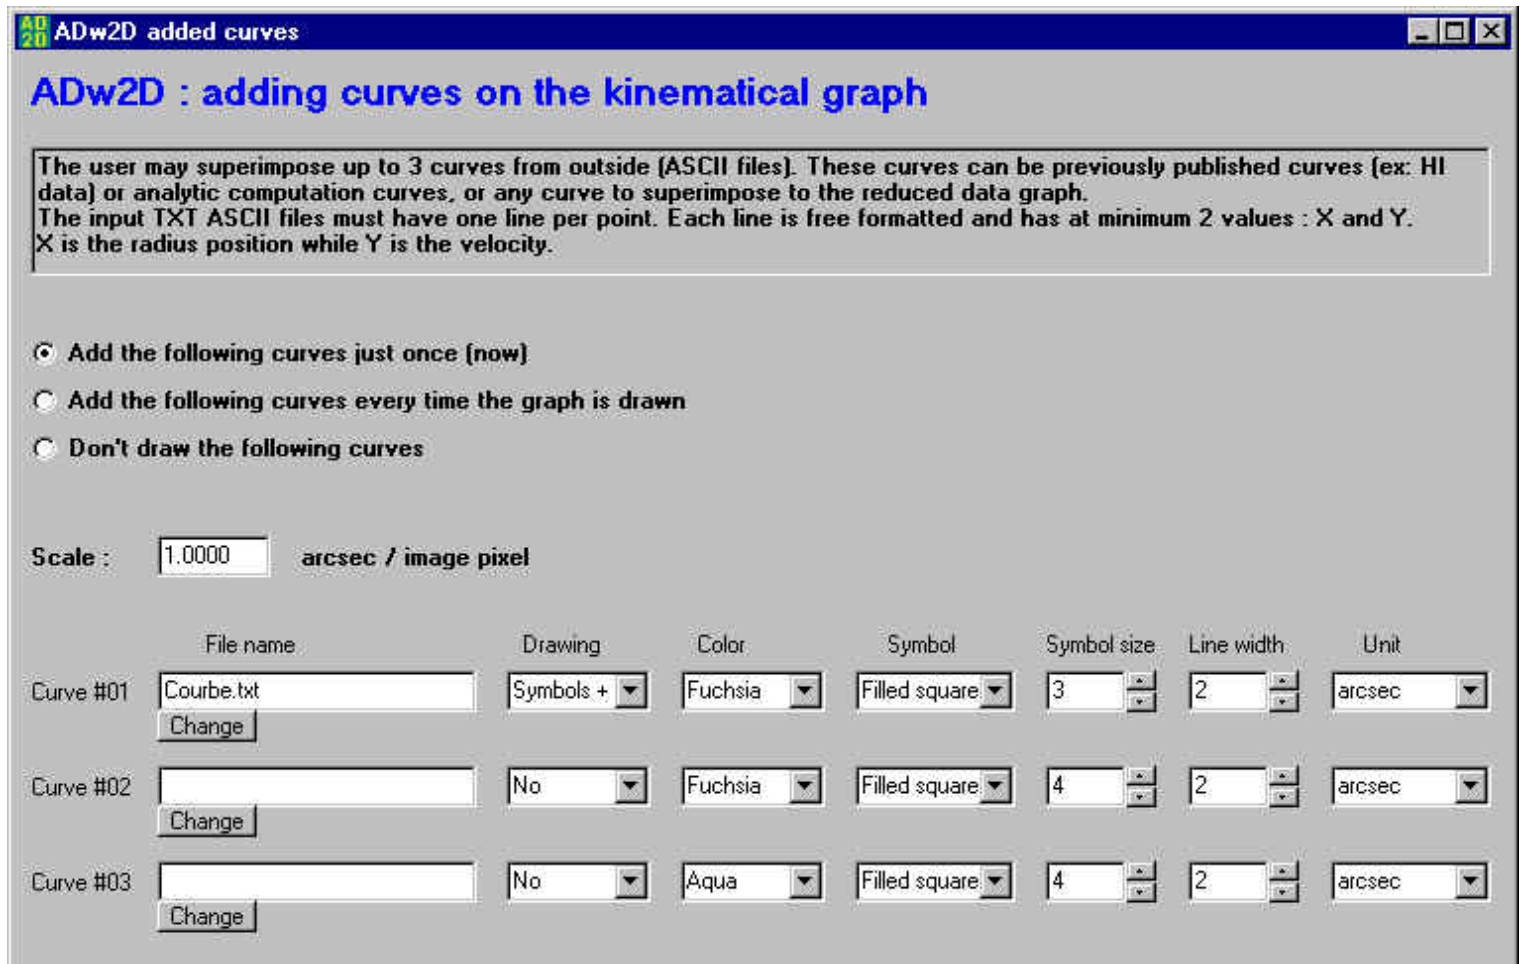 AD
2D
ADw2D added curves
ADw2D : adding curves on the kinematical graph
The user may superimpose up to 3 curves from outside (ASCII files). These curves can be previously published curves (ex: HI
data) or analytic computation curves, or any curve to superimpose to the reduced data graph.
The input TXT ASCII files must have one line per point. Each line is free formatted and has at minimum 2 values : X and Y.
X is the radius position while Y is the velocity.
Add the following curves just once (now)
Add the following curves every time the graph is drawn
Don't draw the following curves
Scale : 1.0000 arcsec / image pixel
File name Drawing Color Symbol Symbol size Line width Unit
Curve #01 Courbe.txt Symbols + Fuchsia Filled square 3 2 arcsec
Change
Curve #02 No Fuchsia Filled square 4 2 arcsec
Change
Curve #03 No Aqua Filled square 4 2 arcsec
Change